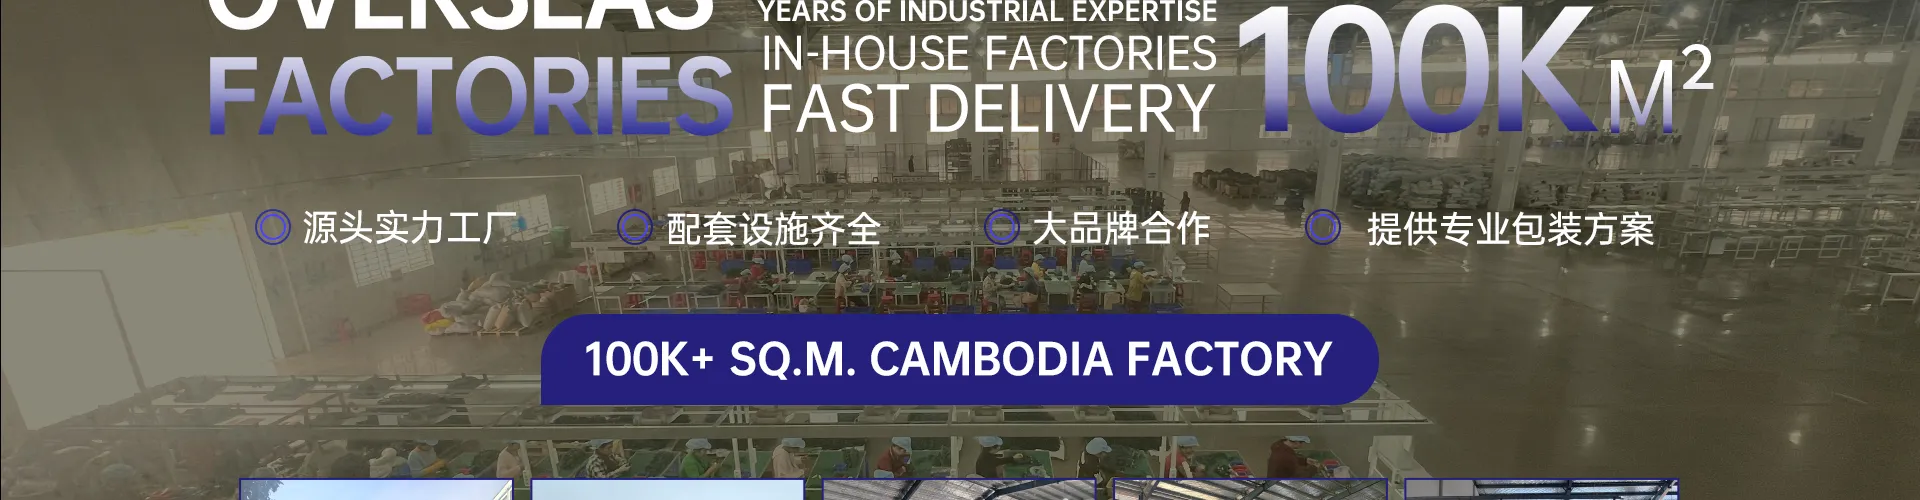 OVERSEAS
FACTORIES
YEARS OF INDUSTRIAL EXPERTISE
IN-HOUSE FACTORIES
FAST DELIVERY
100K M²
源头实力工厂
配套设施齐全
大品牌合作
提供专业包装方案
100K+ SQ.M. CAMBODIA FACTORY